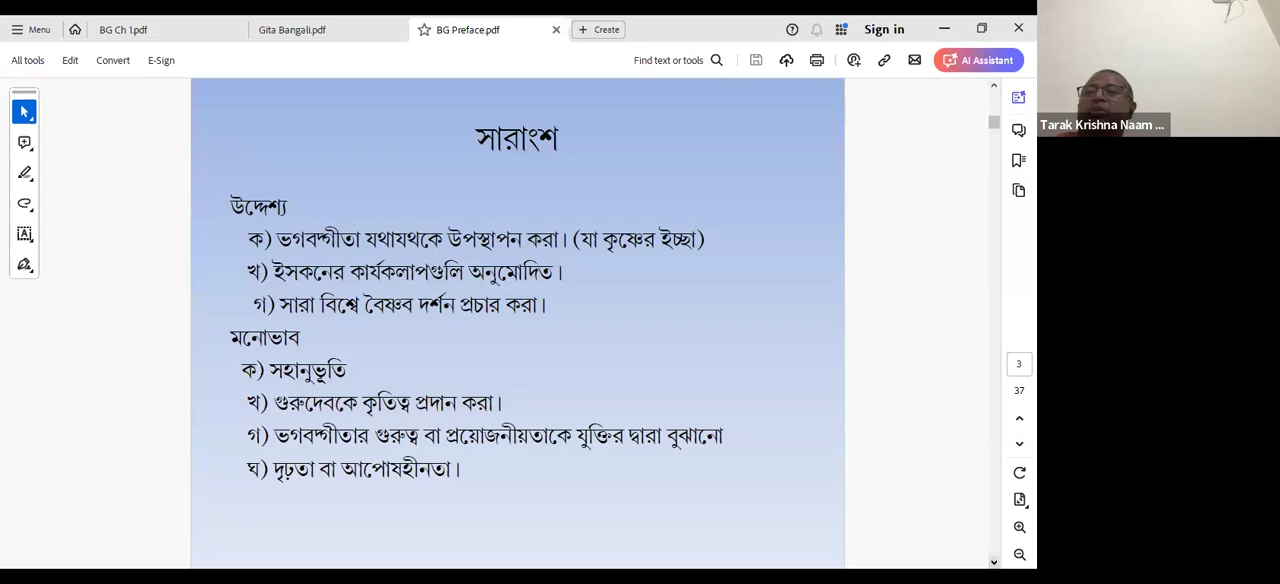 Menu
BG Ch 1.pdf
Gita Bangali.pdf
BG Preface.pdf
Create
Sign in
All tools
Edit
Convert
E-Sign
Find text or tools
AI Assistant
সারাংশ
উদ্দেশ্য
ক) ভগবদ্গীতা যথাযথকে উপস্থাপন করা। (যা কৃষ্ণের ইচ্ছা)
খ) ইসকনের কার্যকলাপগুলি অনুমোদিত।
গ) সারা বিশ্বে বৈষ্ণব দর্শন প্রচার করা।
মনোভাব
ক) সহানুভূতি
খ) গুরুদেবকে কৃতিত্ব প্রদান করা।
গ) ভগবদ্গীতার গুরুত্ব বা প্রয়োজনীয়তাকে যুক্তির দ্বারা বুঝানো
ঘ) দৃঢ়তা বা আপোষহীনতা।
3
37
Tarak Krishna Naam ...